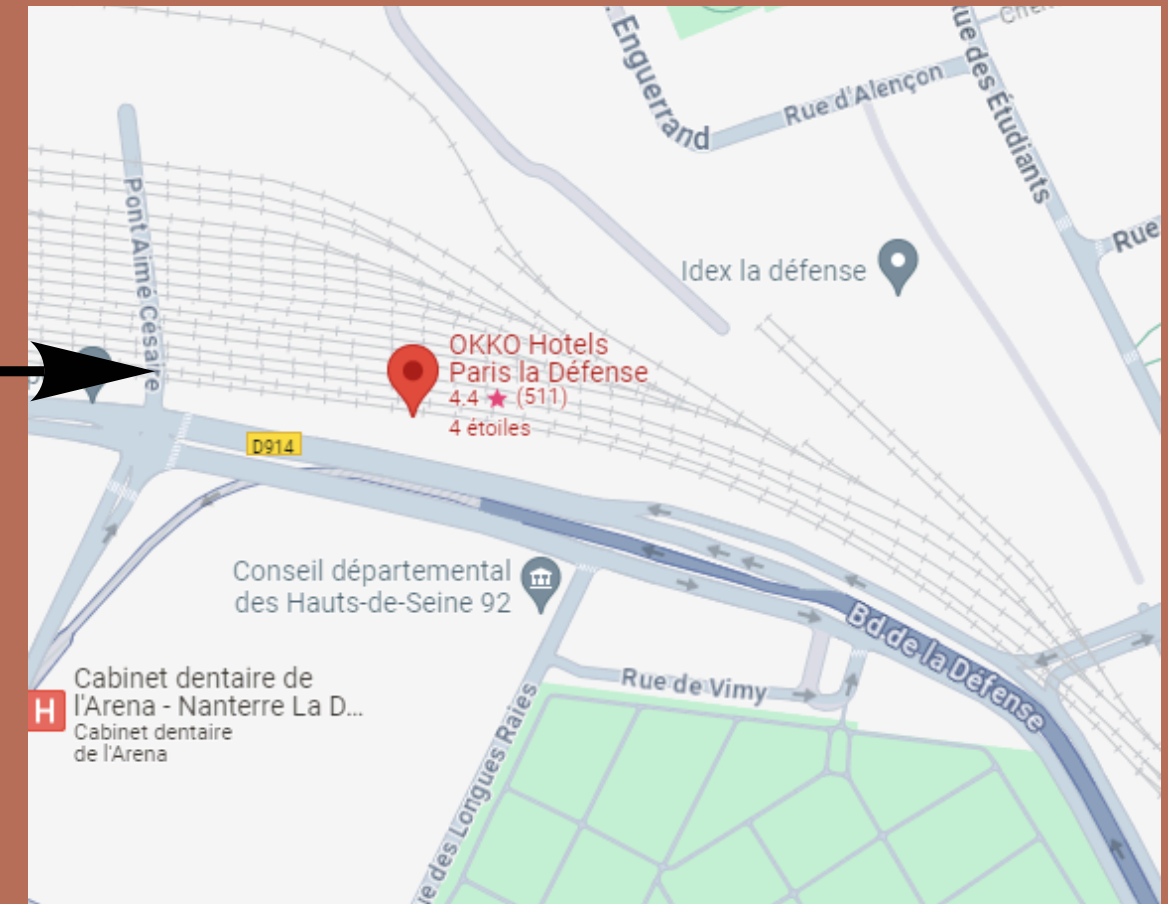 Enguerrand
Rue d'Alençon
Rue des Étudiants
Rue
Pont Aimé Césaire
Idex la défense
OKKO Hotels
Paris la Défense
4.4 ★ (511)
4 étoiles
D914
Conseil départemental
des Hauts-de-Seine 92
Bd de la Défense
Rue de Vimy
Cabinet dentaire de
H
l'Arena - Nanterre La D...
Cabinet dentaire
de l'Arena
des Longues Raies